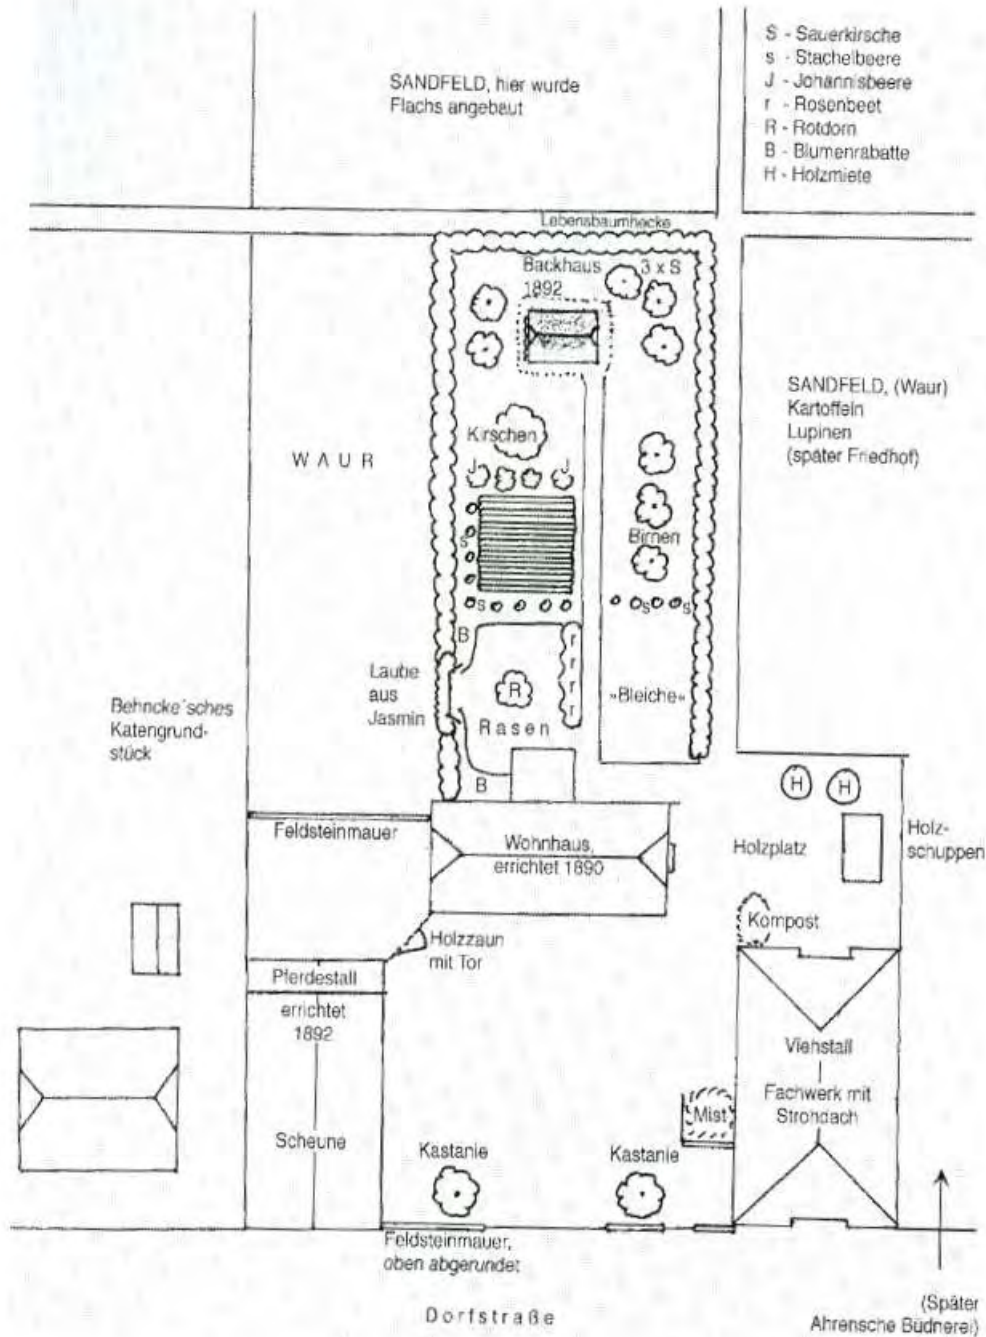 S - Sauerkirsche
s - Stachelbeere
J - Johannisbeere
r - Rosenbeet
R - Rotdorn
B - Blumenrabatte
H - Holzmiete
SANDFELD, hier wurde
Flachs angebaut
Lebensbaumhecke
Backhaus
1892
3 x S
SANDFELD, (Waur)
Kartoffeln
Lupinen
(später Friedhof)
Kirschen
WAUR
J
J
s
Birnen
s
s
s
B
r
r
r
r
Laube
aus
Jasmin
R
»Bleiche«
Rasen
Behncke´sches
Katengrund-
stück
B
H
H
Feldsteinmauer
Wohnhaus,
errichtet 1890
Holzplatz
Holz-
schuppen
Kompost
Holzzaun
mit Tor
Pferdestall
errichtet
1892
Viehstall
Fachwerk mit
Strohdach
Mist
Scheune
Kastanie
Kastanie
Feldsteinmauer,
oben abgerundet
Dorfstraße
(Später
Ahrensche Büdnerei)